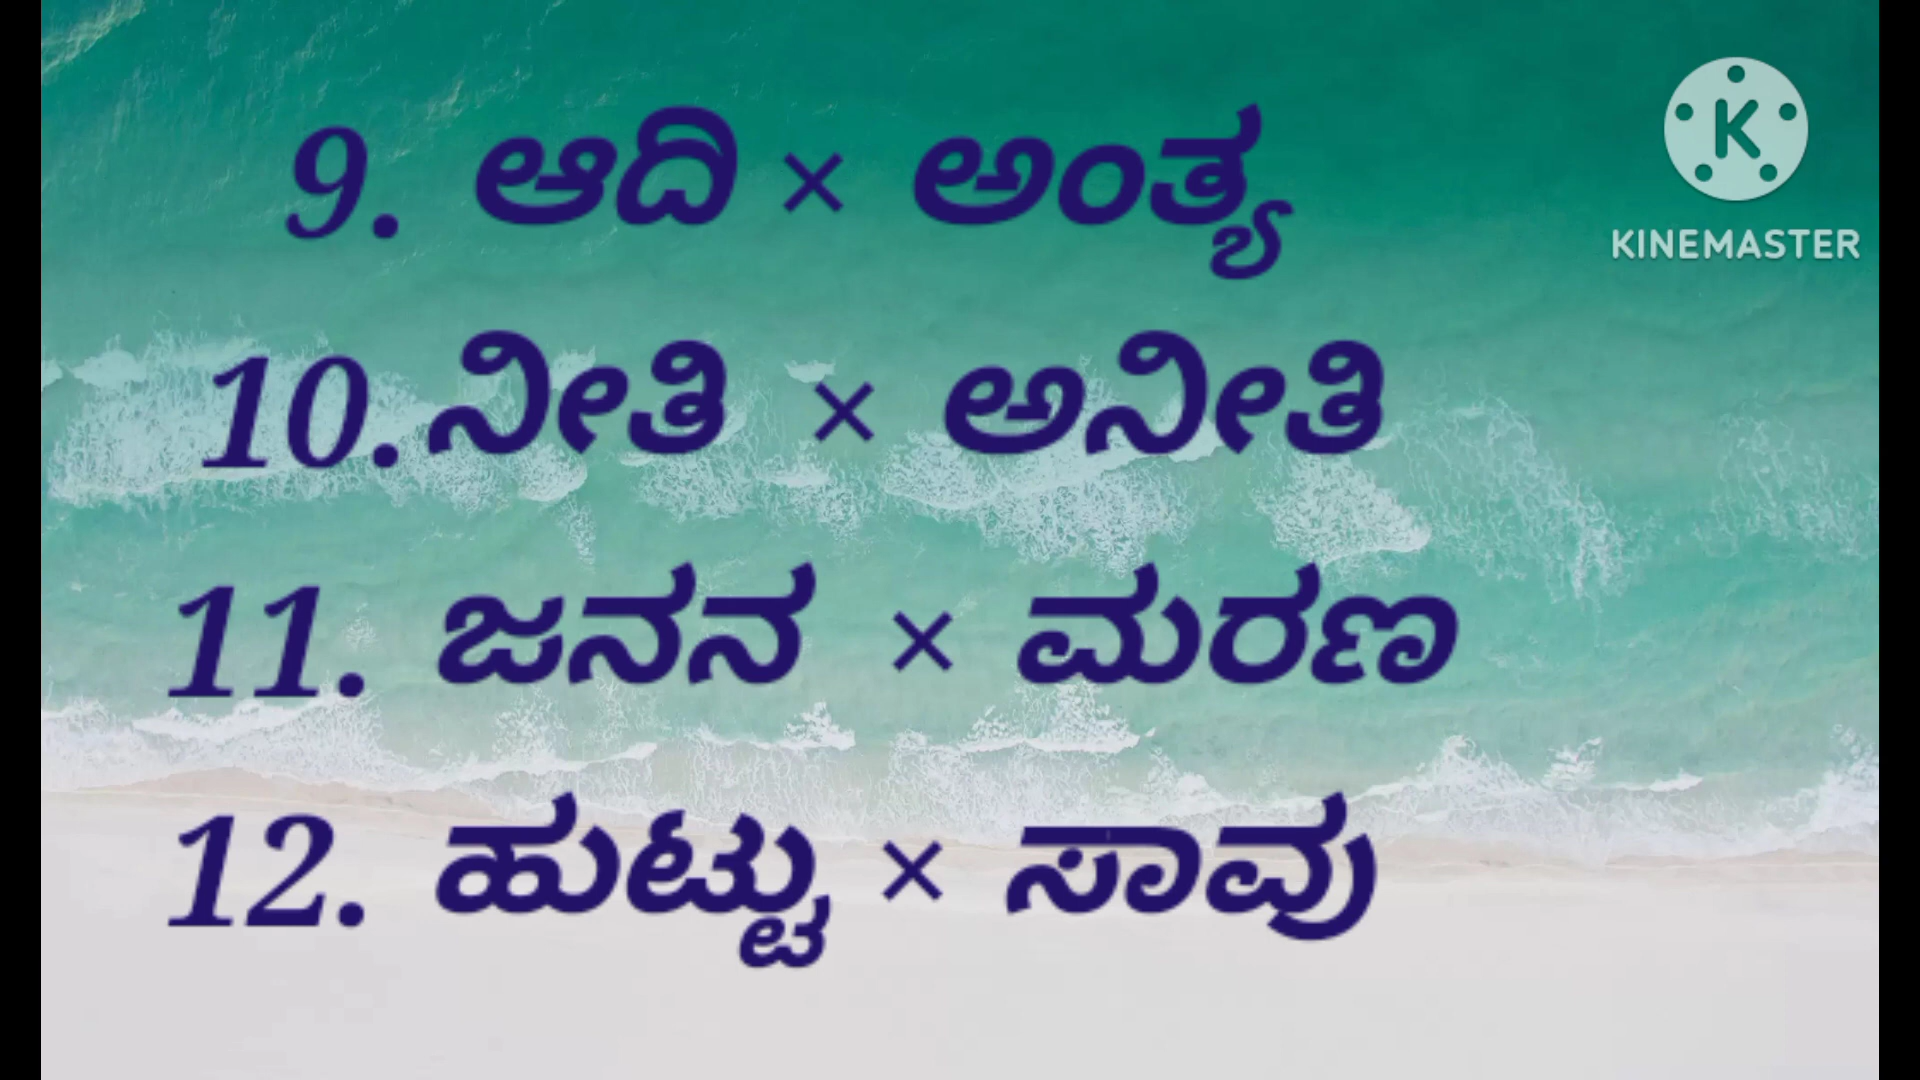 9. ಆದಿ × ಅಂತ್ಯ
10.ನೀತಿ × ಅನೀತಿ
11. ಜನನ × ಮರಣ
12. ಹುಟ್ಟು × ಸಾವು
K
KINEMASTER